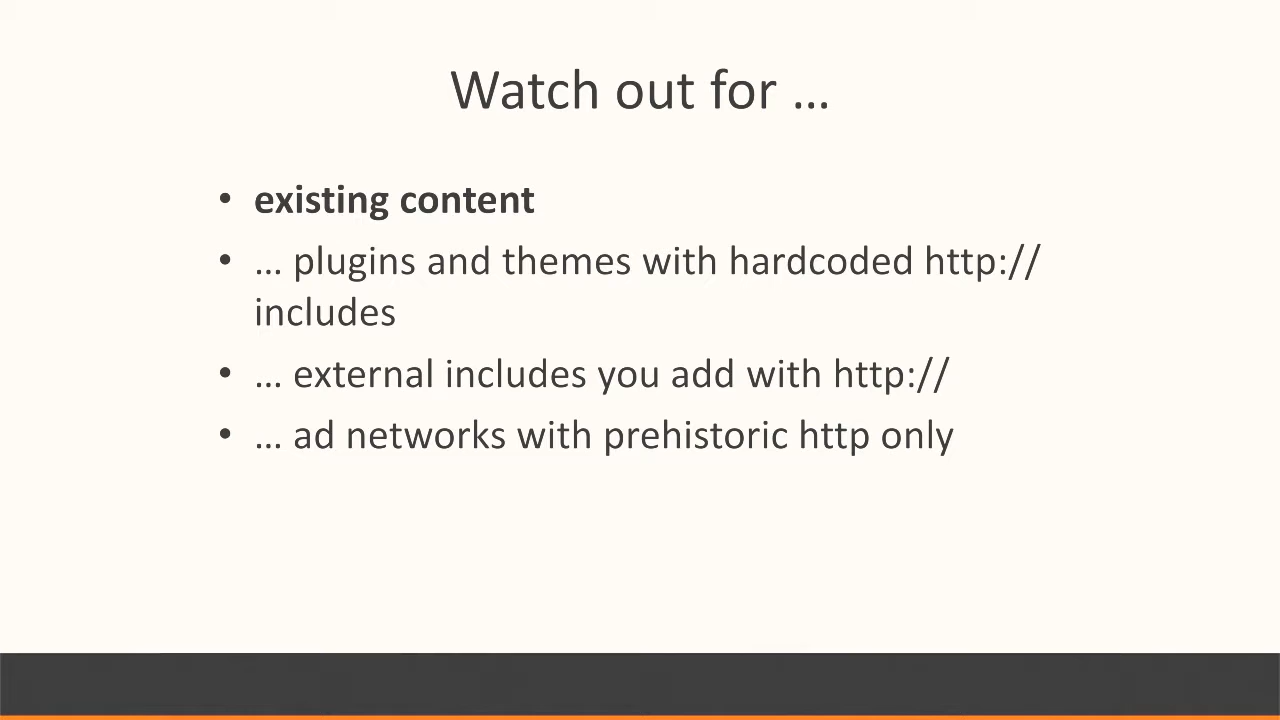 Watch out for …
• existing content
• … plugins and themes with hardcoded http://
includes
• … external includes you add with http://
• … ad networks with prehistoric http only